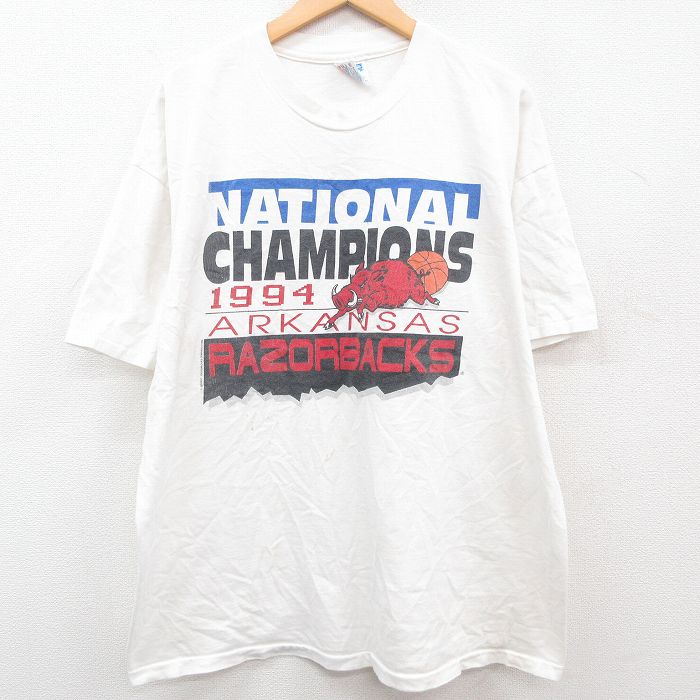 NATIONAL
CHAMPIONS
1994
ARKANSAS
RAZORBACKS